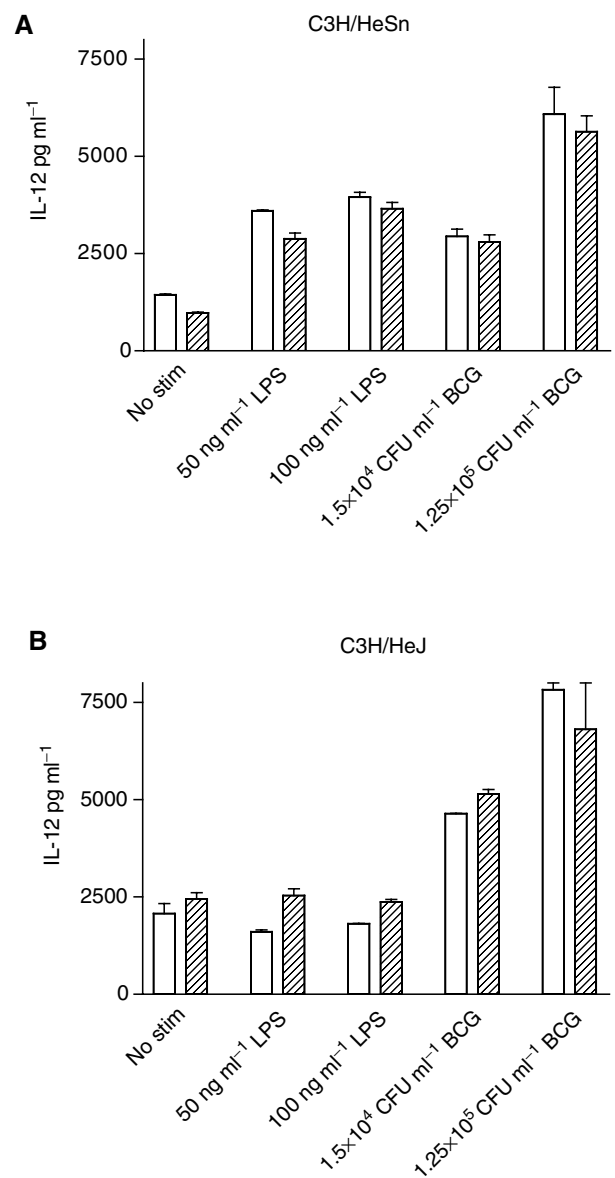 A
C3H/HeSn
IL-12 pg ml⁻¹
7500
5000
2500
0
No stim
50 ng ml⁻¹ LPS
100 ng ml⁻¹ LPS
1.5×10⁴ CFU ml⁻¹ BCG
1.25×10⁵ CFU ml⁻¹ BCG
B
C3H/HeJ
IL-12 pg ml⁻¹
7500
5000
2500
0
No stim
50 ng ml⁻¹ LPS
100 ng ml⁻¹ LPS
1.5×10⁴ CFU ml⁻¹ BCG
1.25×10⁵ CFU ml⁻¹ BCG